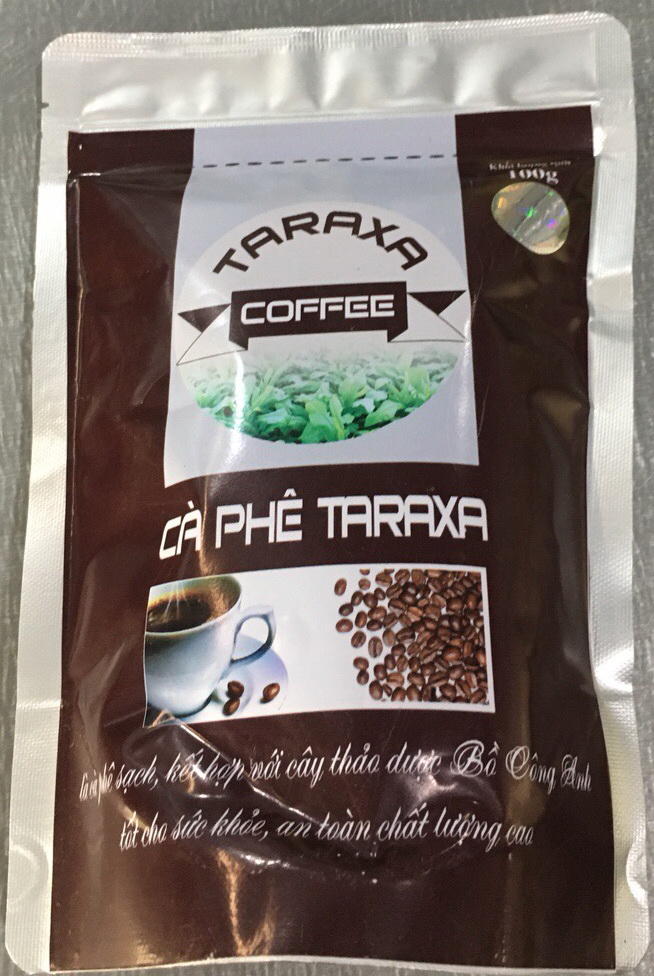 Khối lượng tịnh
100g
TARAXA
COFFEE
CÀ PHÊ TARAXA
là cà phê sạch, kết hợp với cây thảo dược Bồ Công Anh
tốt cho sức khỏe, an toàn chất lượng cao